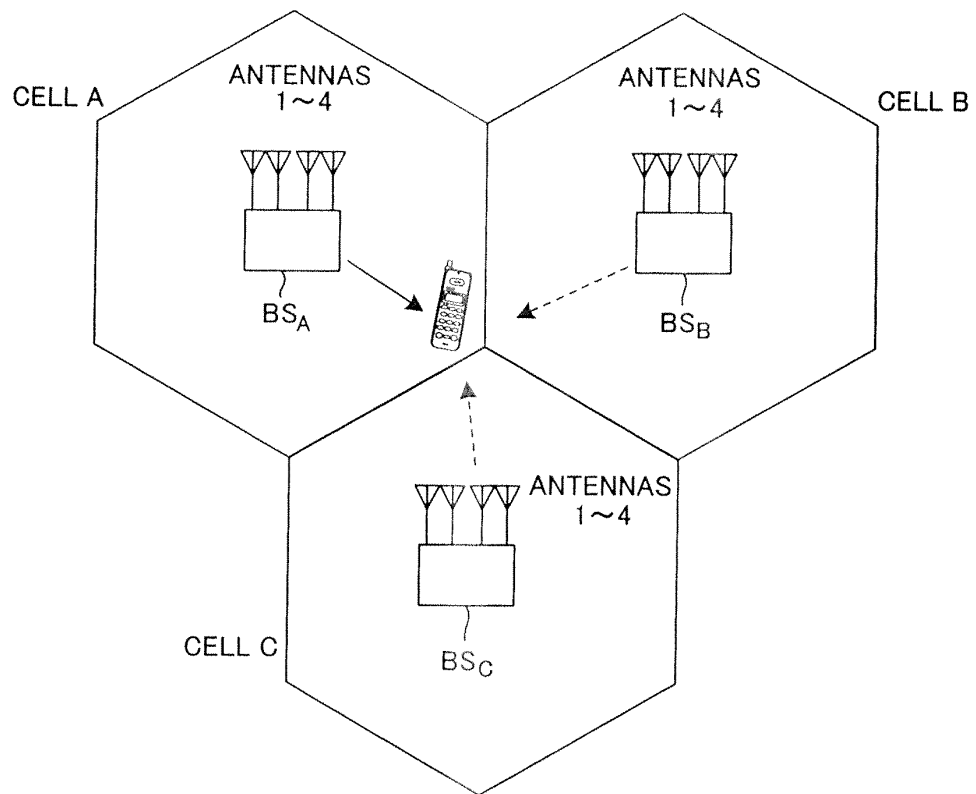 CELL A
ANTENNAS
1~4
ANTENNAS
1~4
CELL B
BSA
BSB
ANTENNAS
1~4
CELL C
BSC